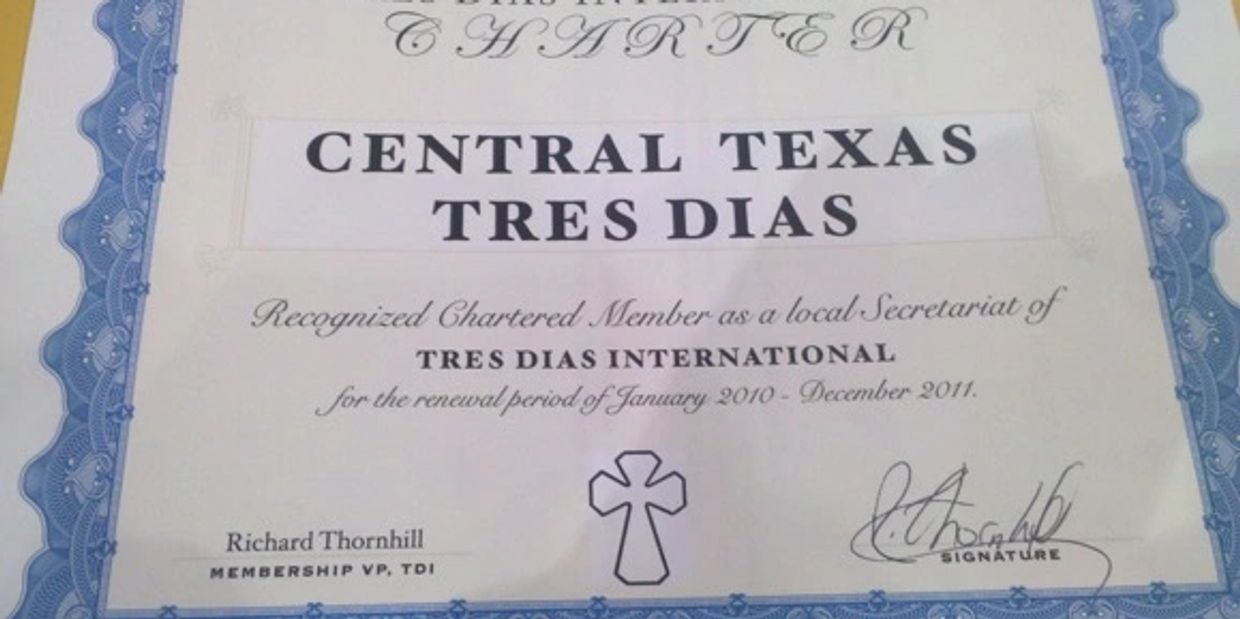 CHARTER
CENTRAL TEXAS
TRES DIAS
Recognized Chartered Member as a local Secretariat of
TRES DIAS INTERNATIONAL
for the renewal period of January 2010 - December 2011.
Richard Thornhill
MEMBERSHIP VP, TDI
R. Thornhill
SIGNATURE